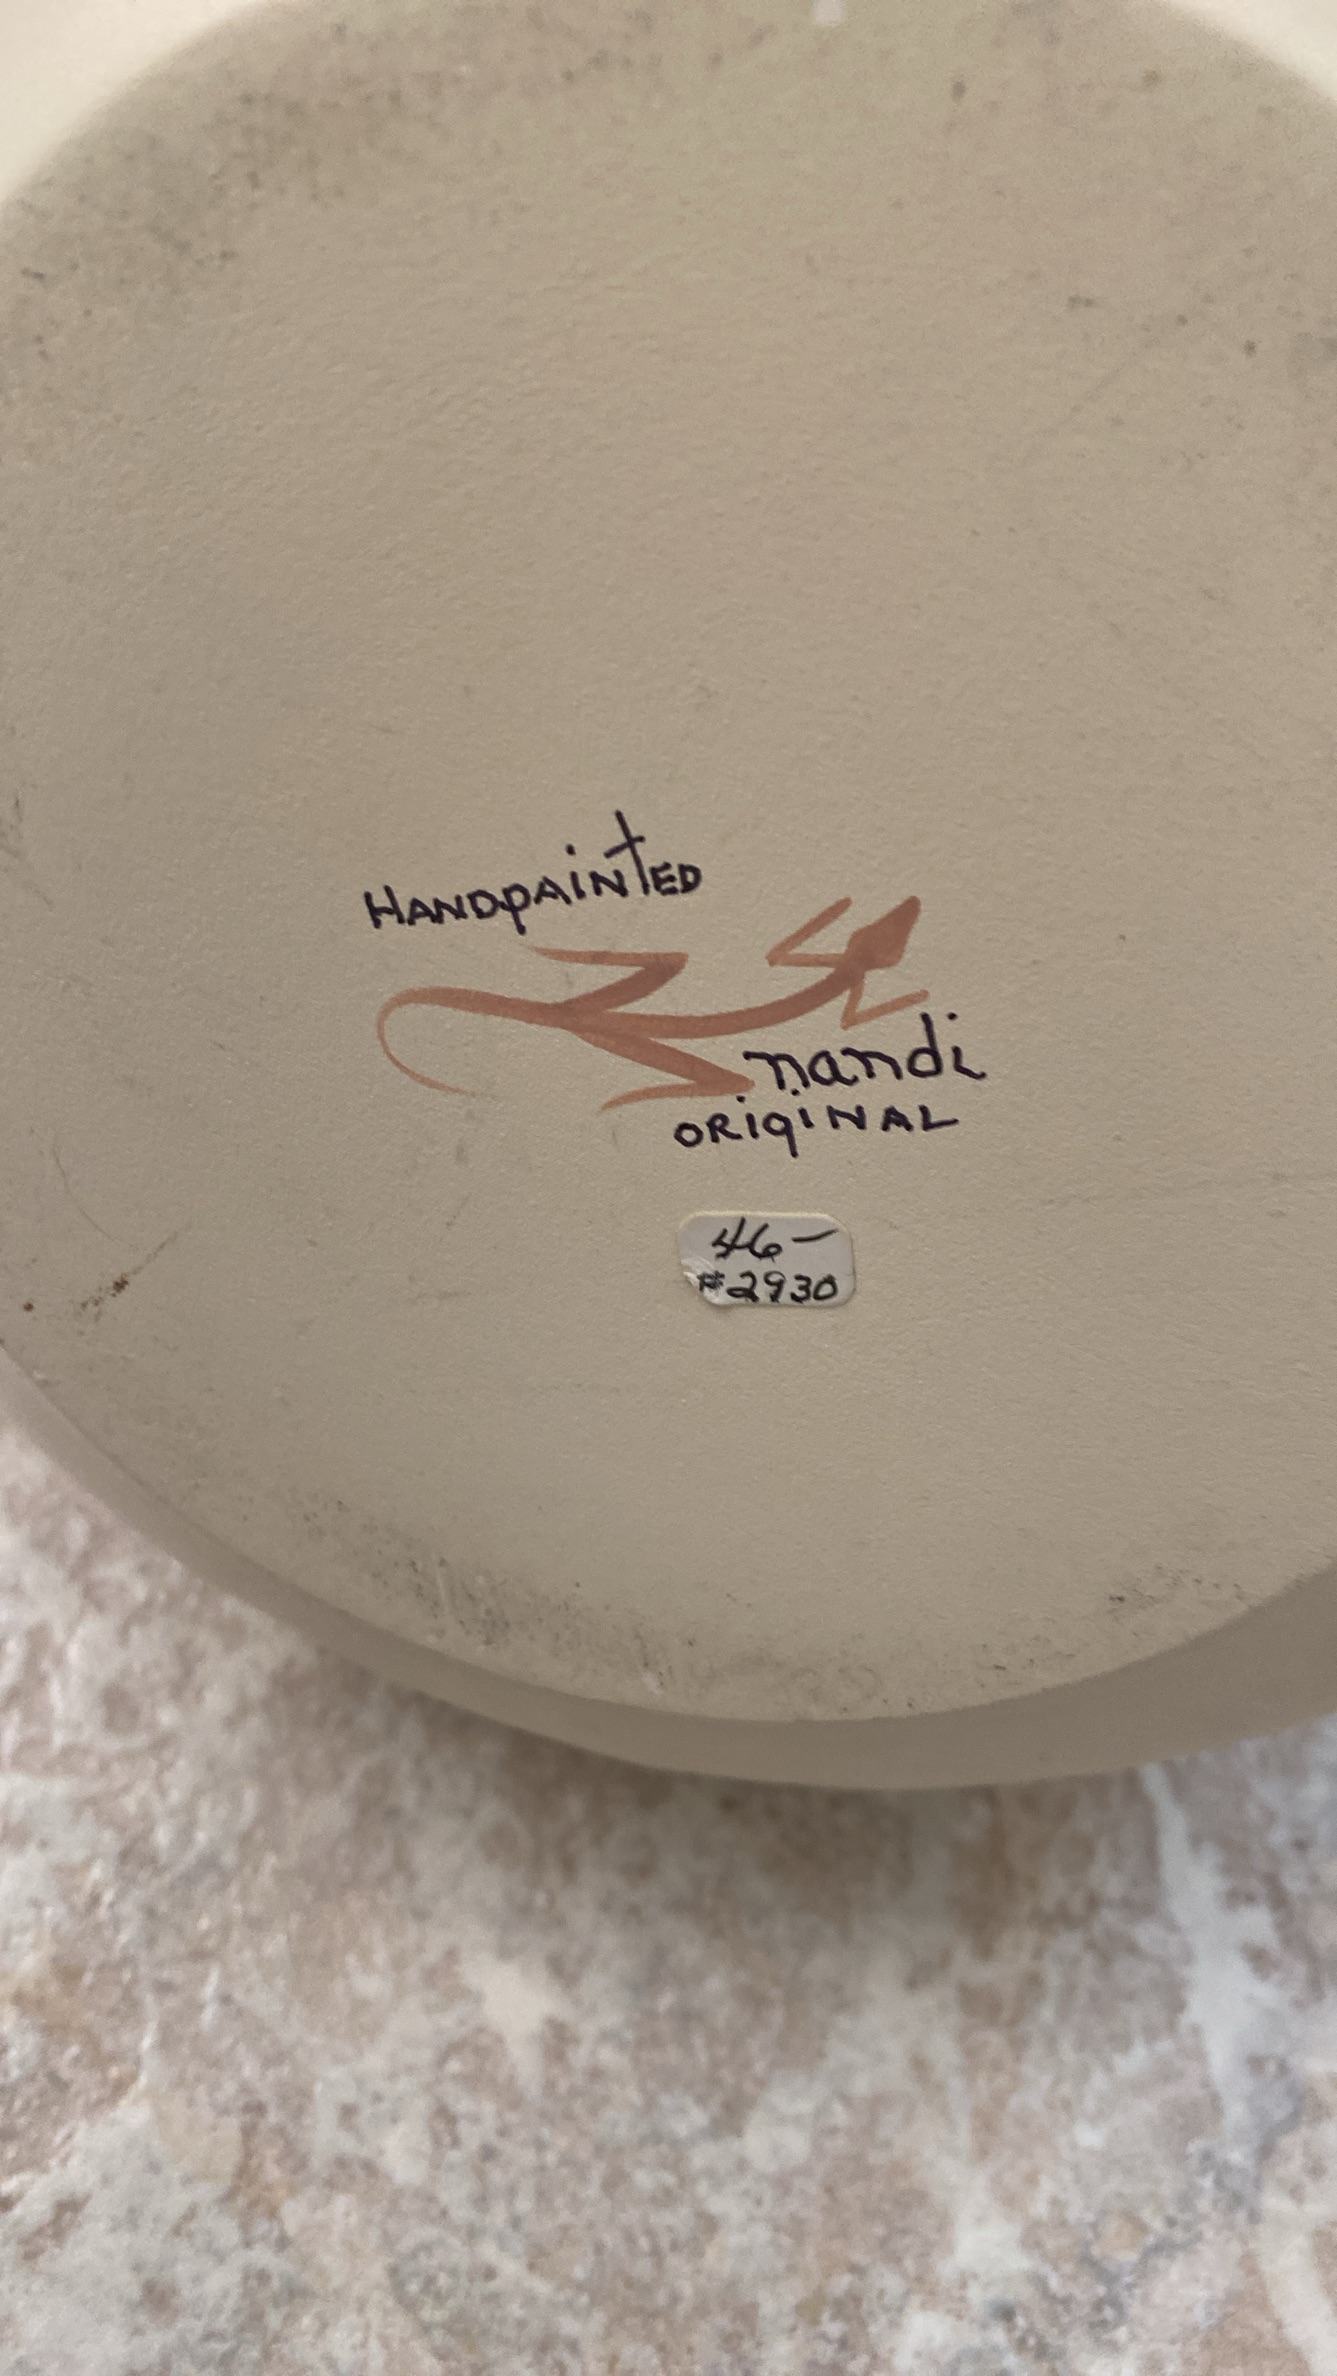 HANDPAINTED
nandi
ORIGINAL
46-
#2930